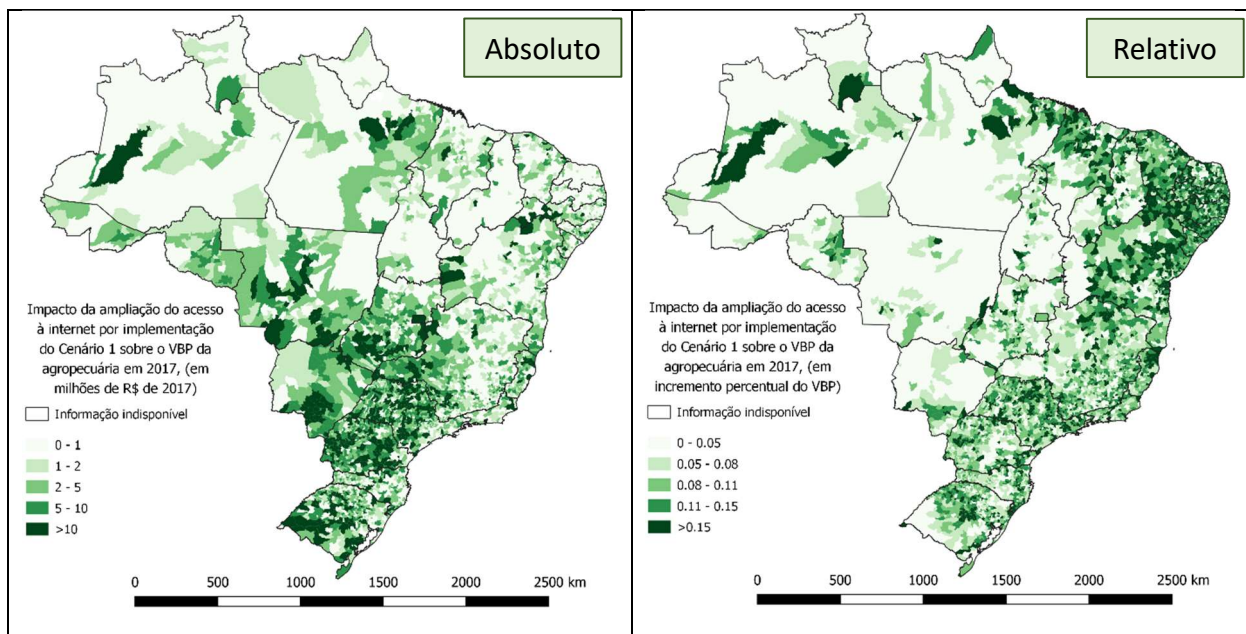 Absoluto
Impacto da ampliação do acesso
à internet por implementação
do Cenário 1 sobre o VBP da
agropecuária em 2017, (em
milhões de R$ de 2017)
Informação indisponível
0 - 1
1 - 2
2 - 5
5 - 10
>10
0 500 1000 1500 2000 2500 km
Relativo
Impacto da ampliação do acesso
à internet por implementação
do Cenário 1 sobre o VBP da
agropecuária em 2017, (em
em incremento percentual do VBP)
Informação indisponível
0 - 0.05
0.05 - 0.08
0.08 - 0.11
0.11 - 0.15
>0.15
0 500 1000 1500 2000 2500 km